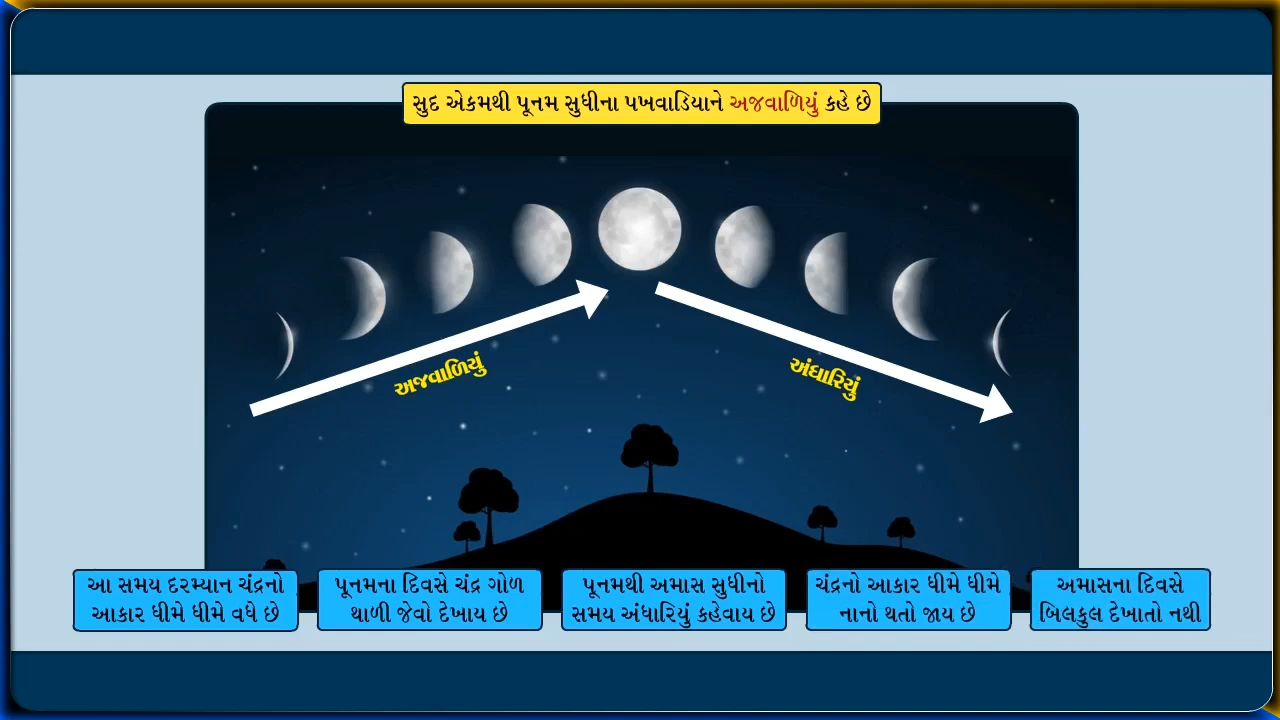 સુદ એકમથી પૂનમ સુધીના પખવાડિયાને અજવાળિયું કહે છે
અજવાળિયું
અંધારિયું
આ સમય દરમ્યાન ચંદ્રનો
આકાર ધીમે ધીમે વધે છે
પૂનમના દિવસે ચંદ્ર ગોળ
થાળી જેવો દેખાય છે
પૂનમથી અમાસ સુધીનો
સમય અંધારિયું કહેવાય છે
ચંદ્રનો આકાર ધીમે ધીમે
નાનો થતો જાય છે
અમાસના દિવસે
બિલકુલ દેખાતો નથી